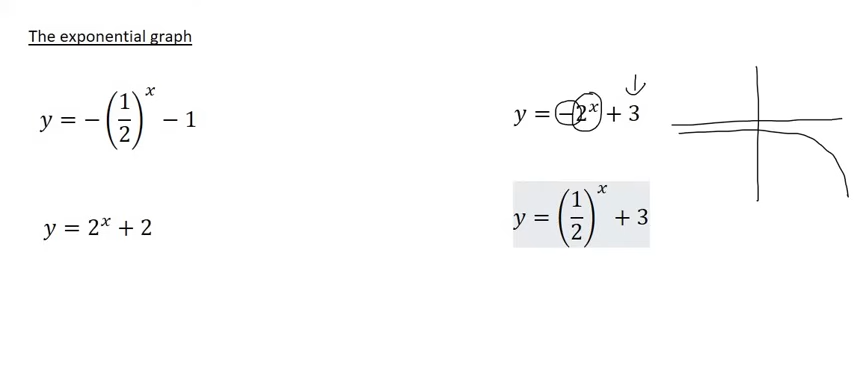 The exponential graph
y = −(1/2)^x − 1
y = 2^x + 2
y = −2^x + 3
y = (1/2)^x + 3